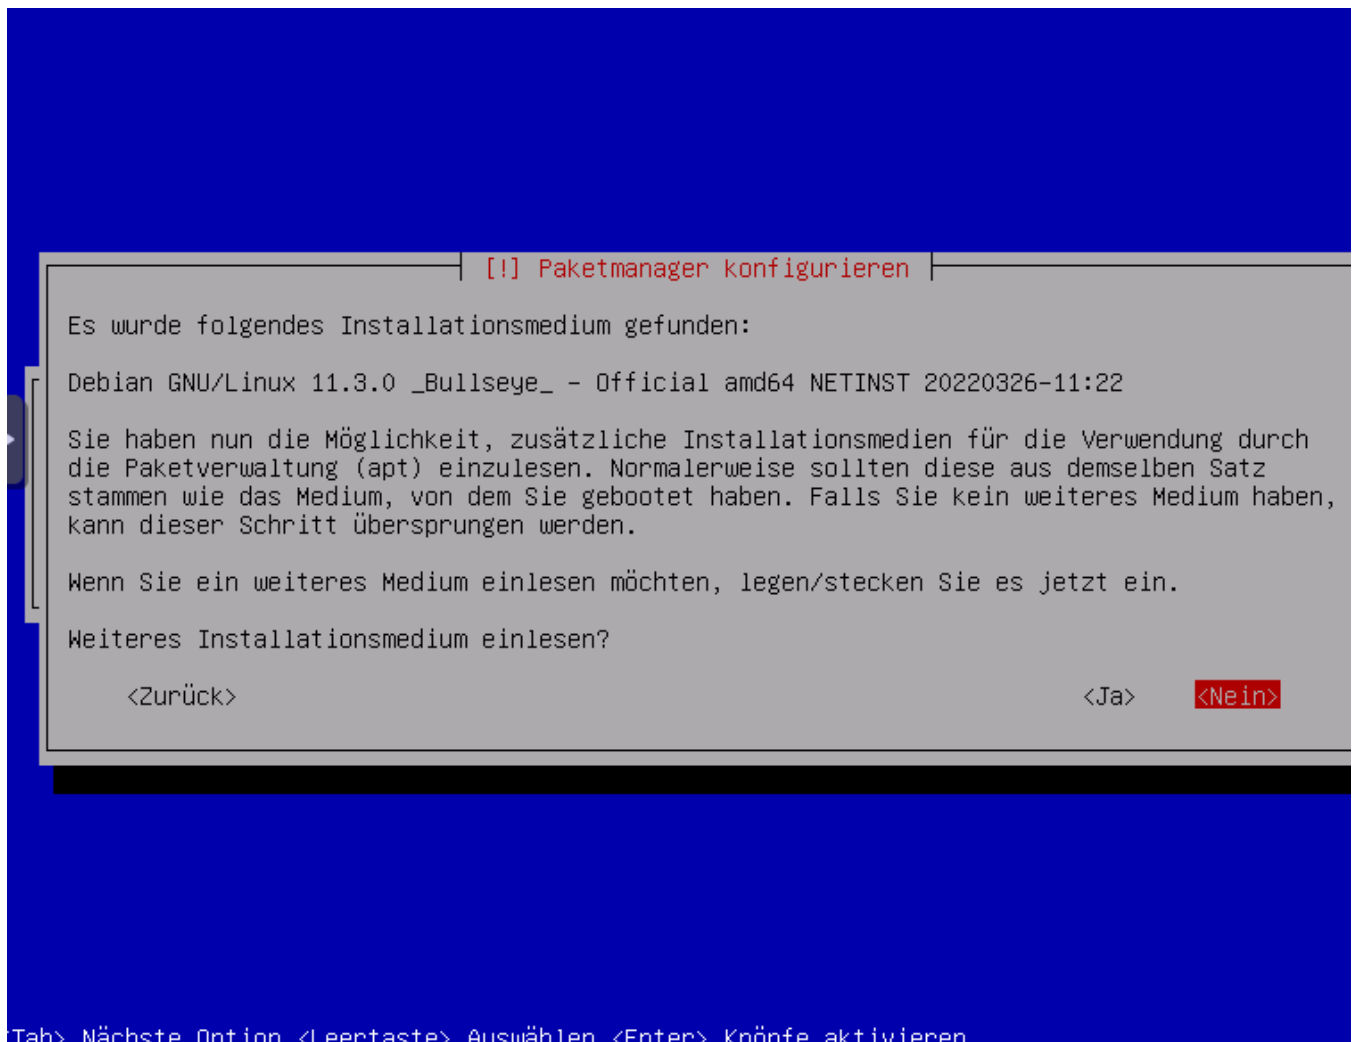 [!] Paketmanager konfigurieren
Es wurde folgendes Installationsmedium gefunden:
Debian GNU/Linux 11.3.0 _Bullseye_ - Official amd64 NETINST 20220326-11:22
Sie haben nun die Möglichkeit, zusätzliche Installationsmedien für die Verwendung durch
die Paketverwaltung (apt) einzulesen. Normalerweise sollten diese aus demselben Satz
stammen wie das Medium, von dem Sie gebootet haben. Falls Sie kein weiteres Medium haben,
kann dieser Schritt übersprungen werden.
Wenn Sie ein weiteres Medium einlesen möchten, legen/stecken Sie es jetzt ein.
Weiteres Installationsmedium einlesen?
<Zurück> <Ja> <Nein>
<Tab> Nächste Option <Leertaste> Auswählen <Enter> Knöpfe aktivieren